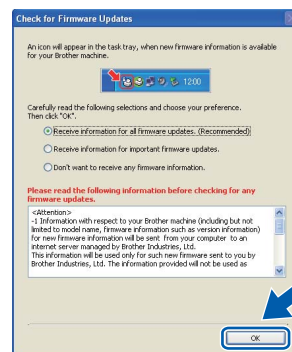 Check for Firmware Updates
An icon will appear in the task tray, when new firmware information is available
for your Brother machine.
12:00
Carefully read the following selections and choose your preference.
Then click "OK".
Receive information for all firmware updates. (Recommended)
Receive information for important firmware updates.
Don't want to receive any firmware information.
Please read the following information before checking for any
firmware updates.
<Attention>
-1 Information with respect to your Brother machine (including but not
limited to model name, firmware information such as version information)
for new firmware information will be sent from your computer to an
internet server managed by Brother Industries, Ltd.
This information will be used only for such new firmware sent to you by
Brother Industries, Ltd. The information provided will not be used as
OK